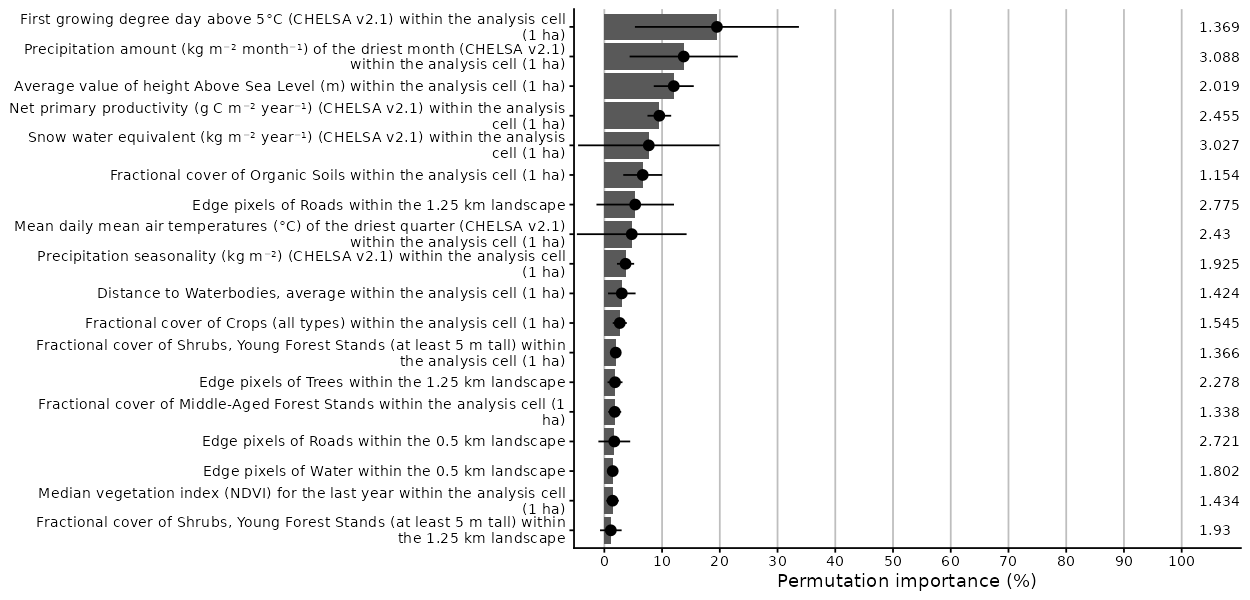 First growing degree day above 5°C (CHELSA v2.1) within the analysis cell
(1 ha)
1.369
Precipitation amount (kg m⁻² month⁻¹) of the driest month (CHELSA v2.1)
within the analysis cell (1 ha)
3.088
Average value of height Above Sea Level (m) within the analysis cell (1 ha)
2.019
Net primary productivity (g C m⁻² year⁻¹) (CHELSA v2.1) within the analysis
cell (1 ha)
2.455
Snow water equivalent (kg m⁻² year⁻¹) (CHELSA v2.1) within the analysis
cell (1 ha)
3.027
Fractional cover of Organic Soils within the analysis cell (1 ha)
1.154
Edge pixels of Roads within the 1.25 km landscape
2.775
Mean daily mean air temperatures (°C) of the driest quarter (CHELSA v2.1)
within the analysis cell (1 ha)
2.43
Precipitation seasonality (kg m⁻²) (CHELSA v2.1) within the analysis cell
(1 ha)
1.925
Distance to Waterbodies, average within the analysis cell (1 ha)
1.424
Fractional cover of Crops (all types) within the analysis cell (1 ha)
1.545
Fractional cover of Shrubs, Young Forest Stands (at least 5 m tall) within
the analysis cell (1 ha)
1.366
Edge pixels of Trees within the 1.25 km landscape
2.278
Fractional cover of Middle-Aged Forest Stands within the analysis cell (1
ha)
1.338
Edge pixels of Roads within the 0.5 km landscape
2.721
Edge pixels of Water within the 0.5 km landscape
1.802
Median vegetation index (NDVI) for the last year within the analysis cell
(1 ha)
1.434
Fractional cover of Shrubs, Young Forest Stands (at least 5 m tall) within
the 1.25 km landscape
1.93
0 10 20 30 40 50 60 70 80 90 100
Permutation importance (%)